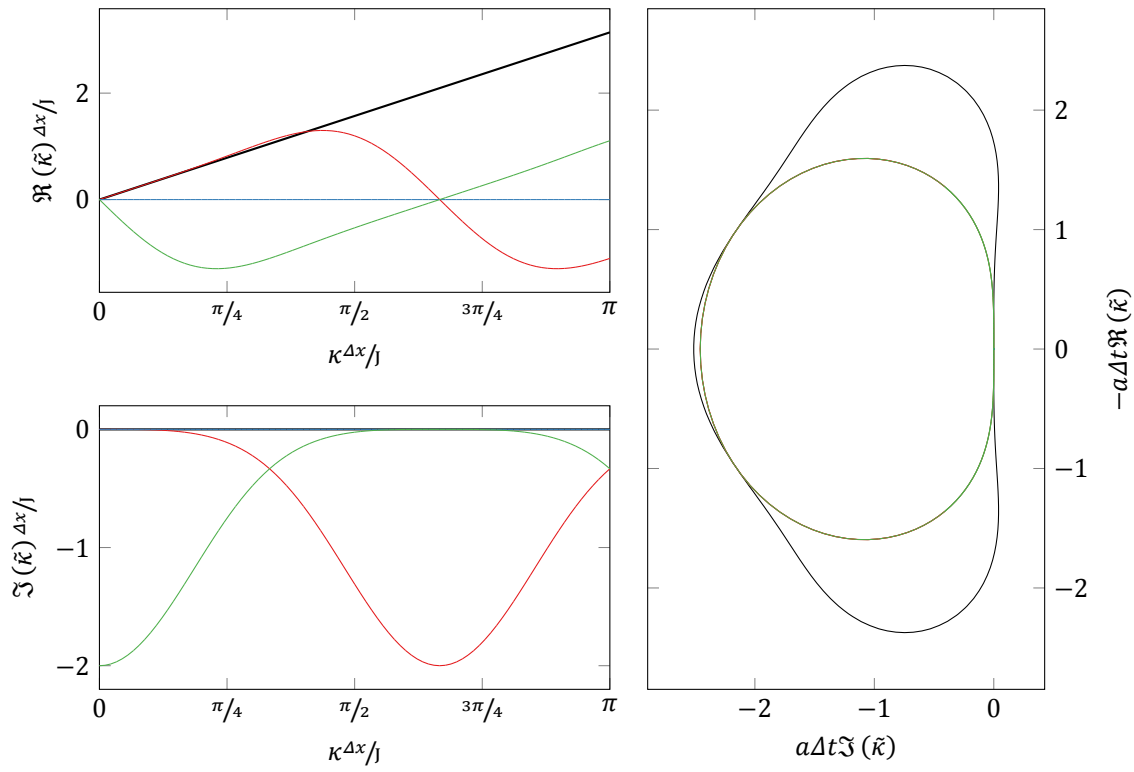 2
0
ℜ (κ̃) Δx/J
0
π/4
π/2
3π/4
π
κ Δx/J
0
−1
−2
ℑ (κ̃) Δx/J
0
π/4
π/2
3π/4
π
κ Δx/J
2
1
0
−1
−2
−aΔtℜ (κ̃)
−2
−1
0
aΔtℑ (κ̃)